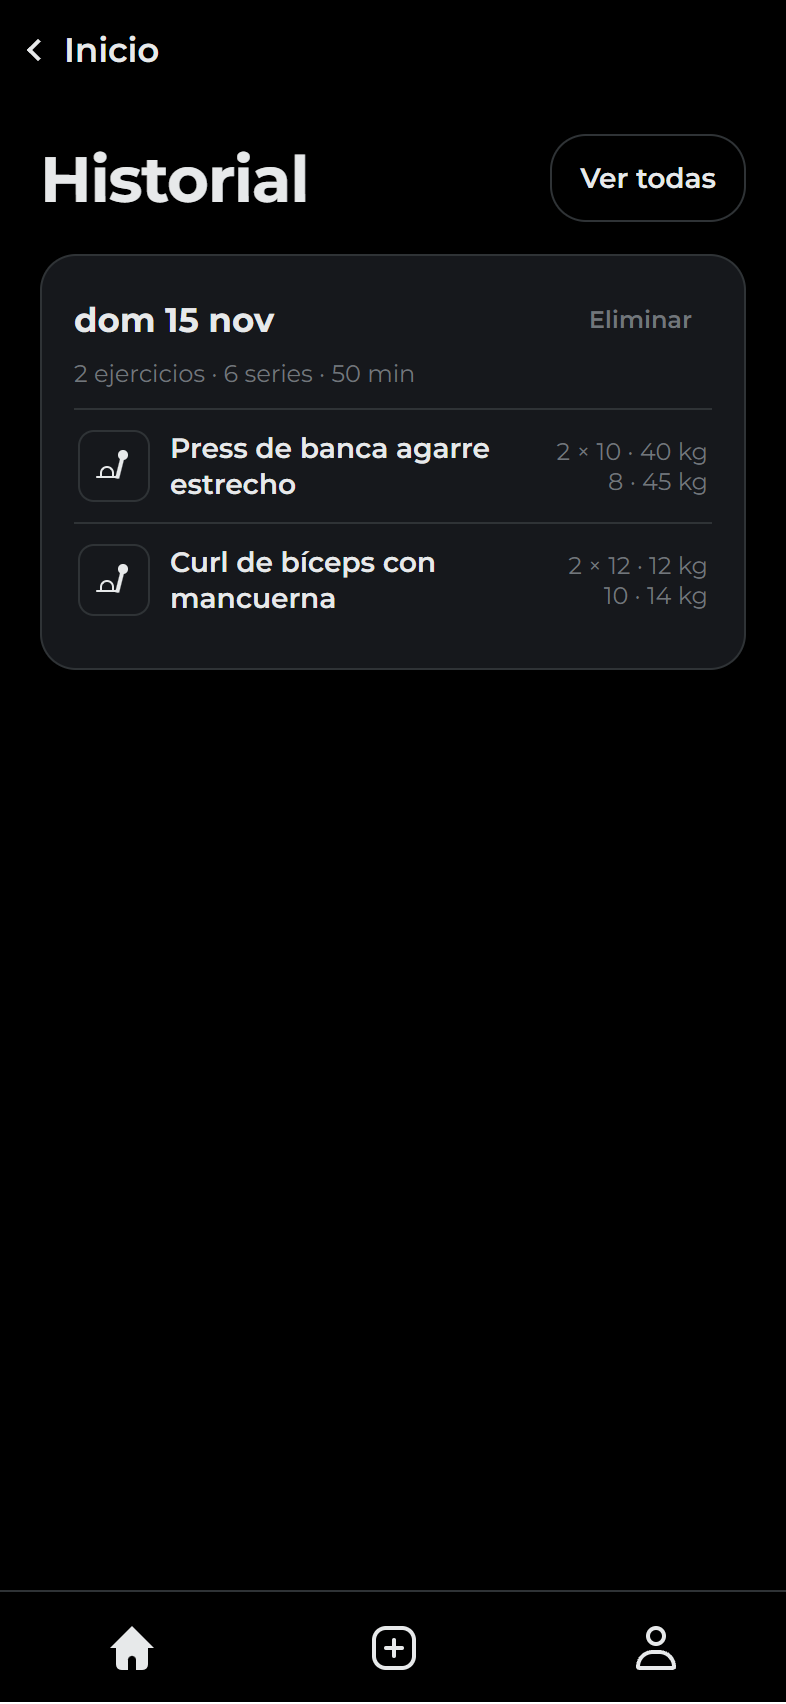 Inicio
Historial
Ver todas
dom 15 nov
Eliminar
2 ejercicios · 6 series · 50 min
Press de banca agarre
estrecho
2 × 10 · 40 kg
8 · 45 kg
Curl de bíceps con
mancuerna
2 × 12 · 12 kg
10 · 14 kg